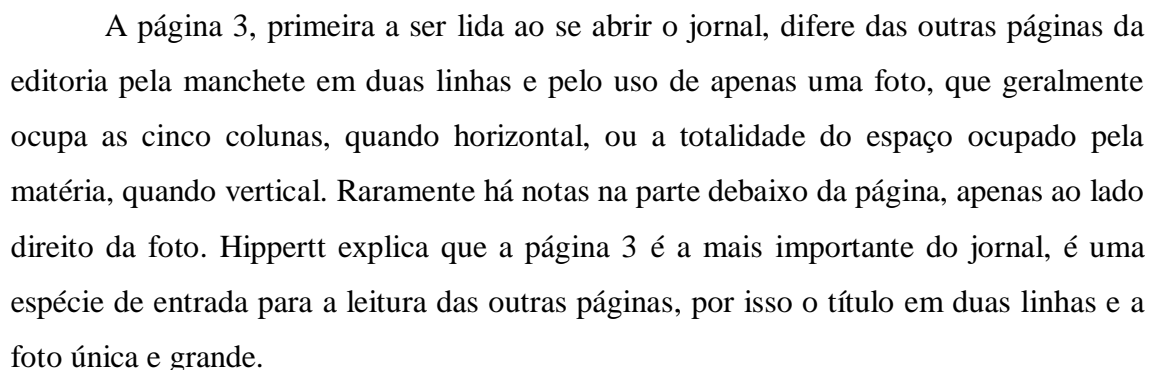 A página 3, primeira a ser lida ao se abrir o jornal, difere das outras páginas da
editoria pela manchete em duas linhas e pelo uso de apenas uma foto, que geralmente
ocupa as cinco colunas, quando horizontal, ou a totalidade do espaço ocupado pela
matéria, quando vertical. Raramente há notas na parte debaixo da página, apenas ao lado
direito da foto. Hippertt explica que a página 3 é a mais importante do jornal, é uma
espécie de entrada para a leitura das outras páginas, por isso o título em duas linhas e a
foto única e grande.